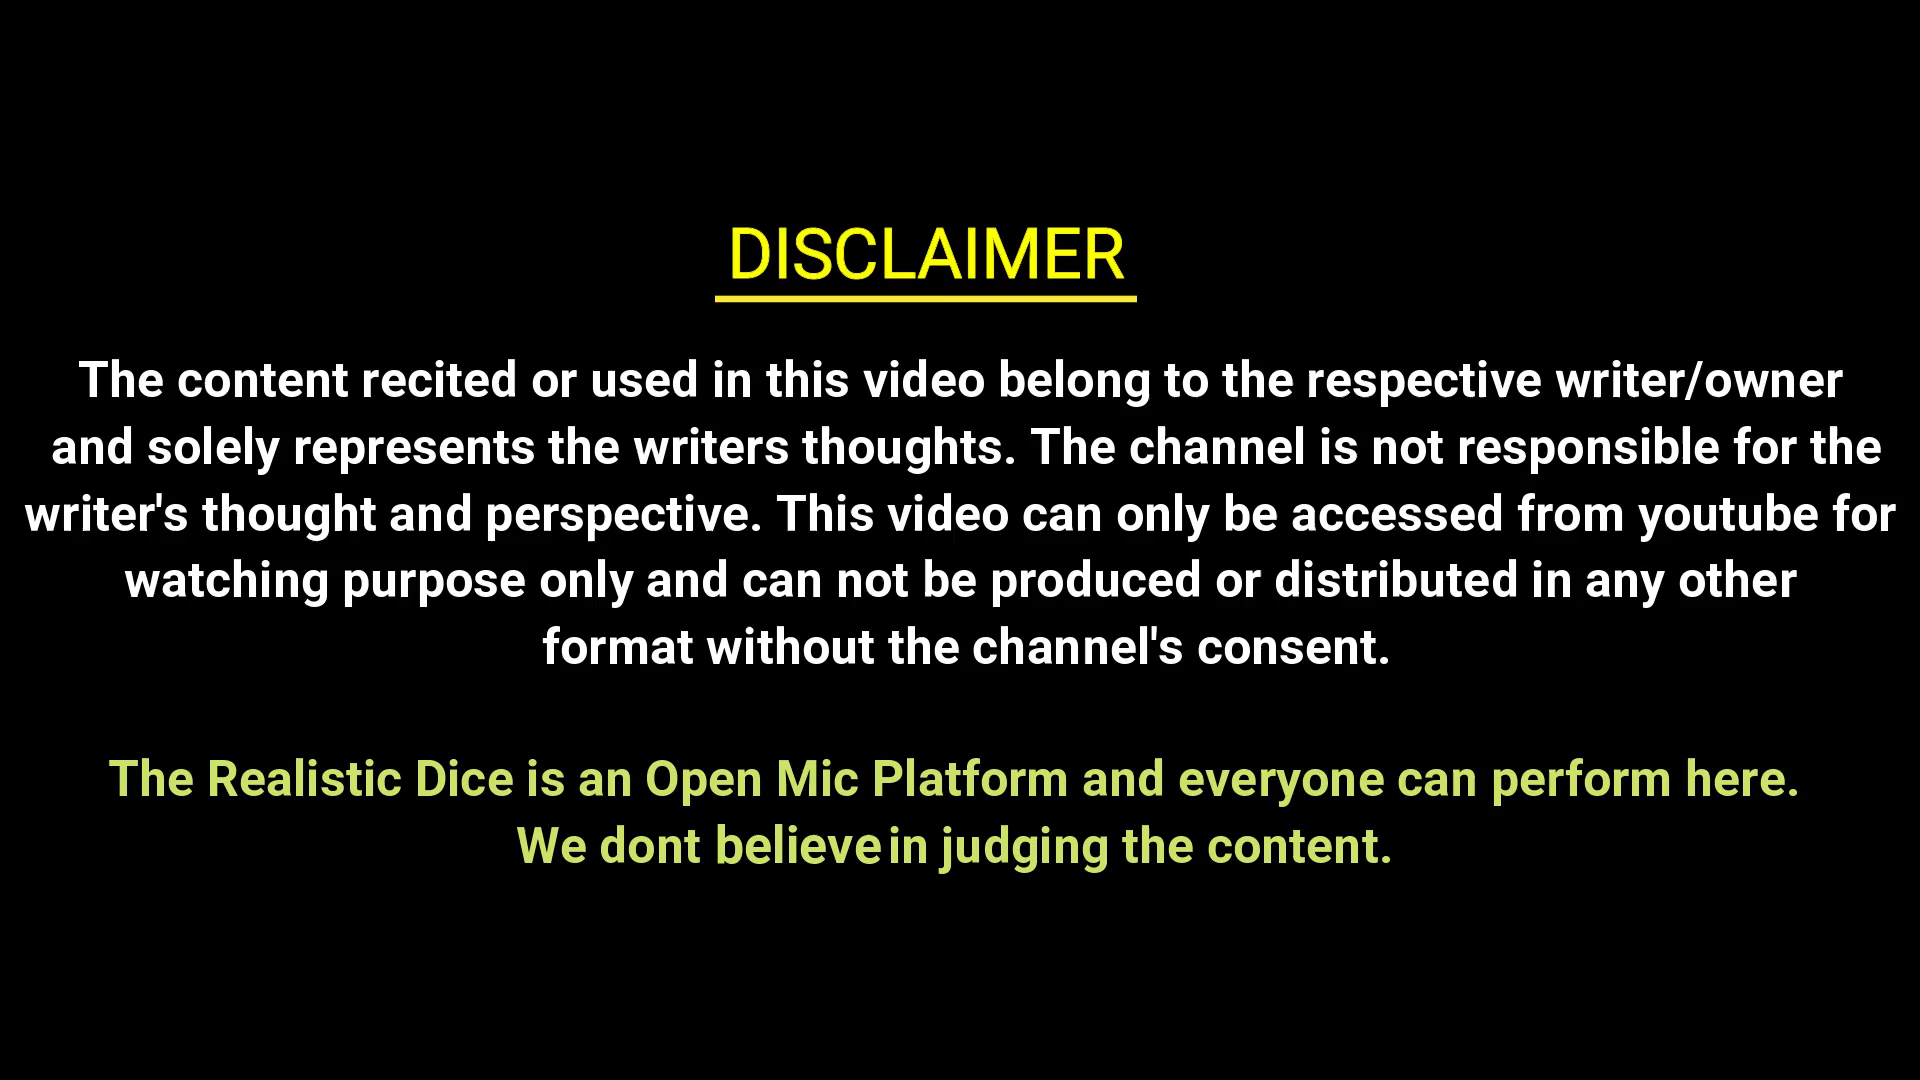 DISCLAIMER
The content recited or used in this video belong to the respective writer/owner
and solely represents the writers thoughts. The channel is not responsible for the
writer's thought and perspective. This video can only be accessed from youtube for
watching purpose only and can not be produced or distributed in any other
format without the channel's consent.
The Realistic Dice is an Open Mic Platform and everyone can perform here.
We dont believe in judging the content.